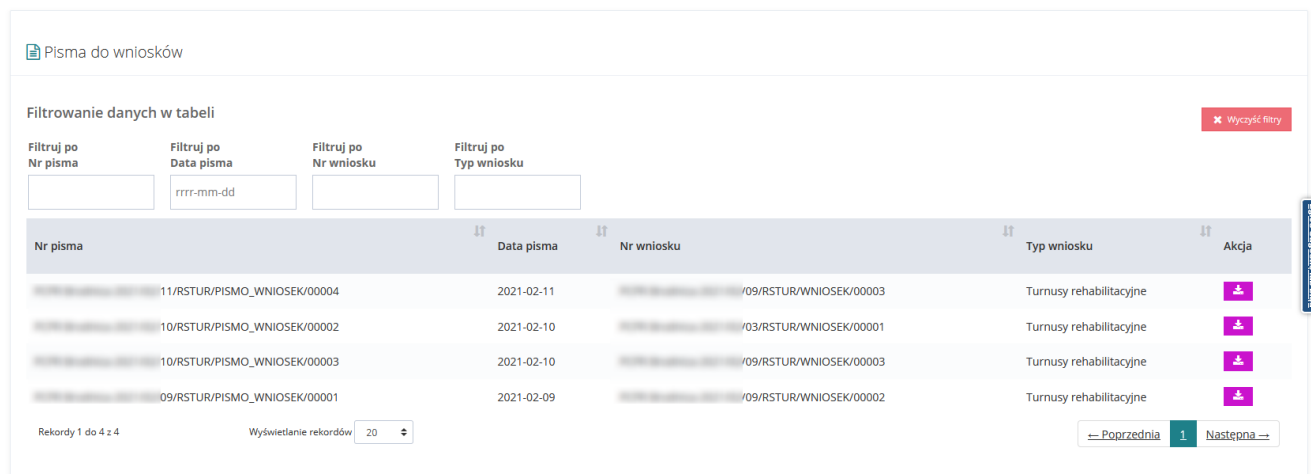 Pisma do wniosków
Filtrowanie danych w tabeli
Wyczyść filtry
Filtruj po Nr pisma
Filtruj po Data pisma
Filtruj po Nr wniosku
Filtruj po Typ wniosku
rrrr-mm-dd
Nr pisma Data pisma Nr wniosku Typ wniosku Akcja
11/RSTUR/PISMO_WNIOSEK/00004 2021-02-11 /09/RSTUR/WNIOSEK/00003 Turnusy rehabilitacyjne
10/RSTUR/PISMO_WNIOSEK/00002 2021-02-10 /03/RSTUR/WNIOSEK/00001 Turnusy rehabilitacyjne
10/RSTUR/PISMO_WNIOSEK/00003 2021-02-10 /09/RSTUR/WNIOSEK/00003 Turnusy rehabilitacyjne
09/RSTUR/PISMO_WNIOSEK/00001 2021-02-09 /09/RSTUR/WNIOSEK/00002 Turnusy rehabilitacyjne
Rekordy 1 do 4 z 4 Wyświetlanie rekordów 20 ← Poprzednia 1 Następna →